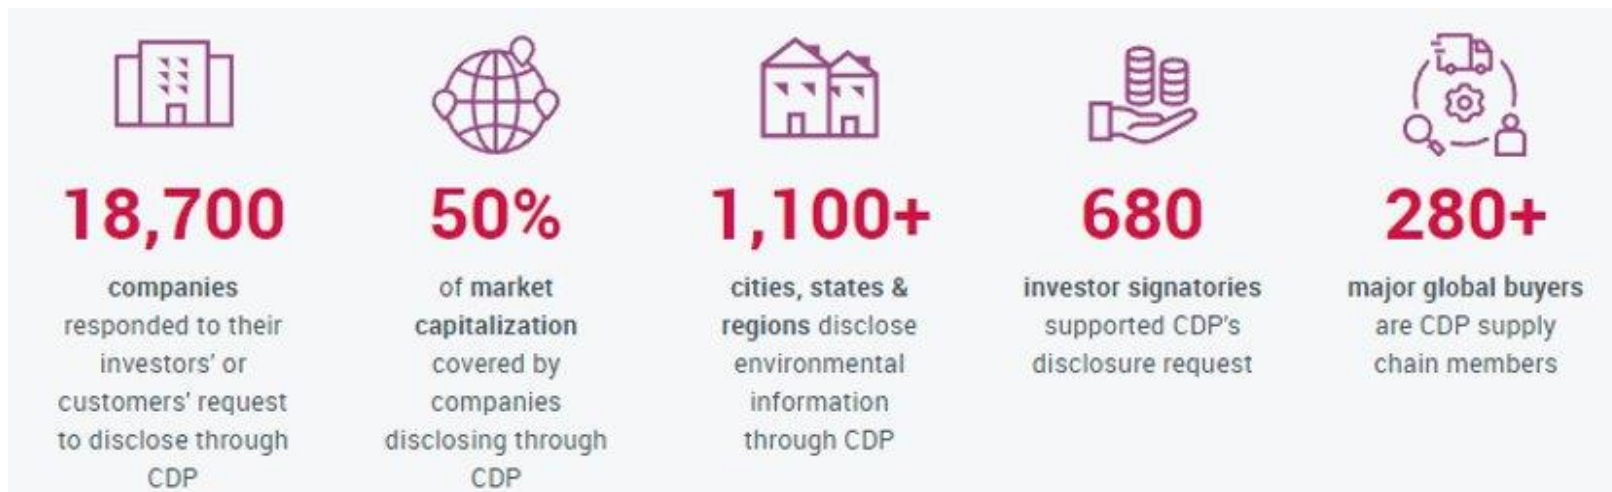 18,700
companies
responded to their
investors' or
customers' request
to disclose through
CDP
50%
of market
capitalization
covered by
companies
disclosing through
CDP
1,100+
cities, states &
regions disclose
environmental
information
through CDP
680
investor signatories
supported CDP's
disclosure request
280+
major global buyers
are CDP supply
chain members